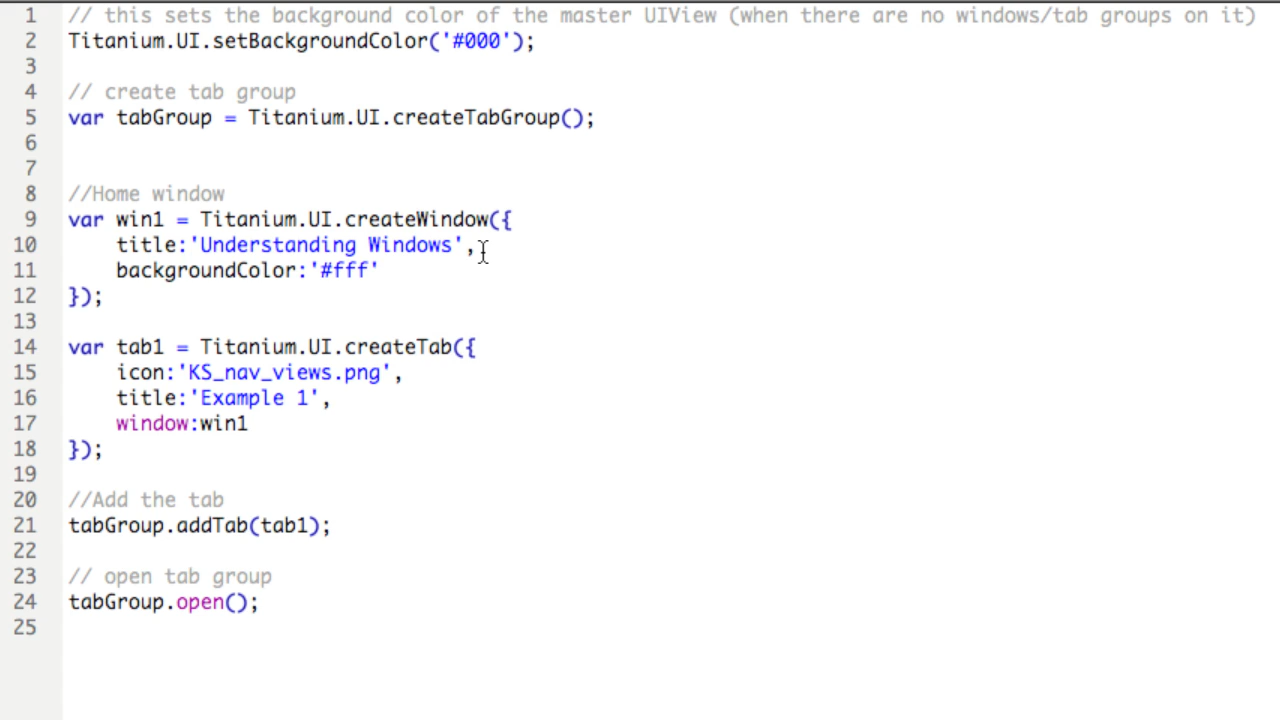 1 // this sets the background color of the master UIView (when there are no windows/tab groups on it)
2 Titanium.UI.setBackgroundColor('#000');
3
4 // create tab group
5 var tabGroup = Titanium.UI.createTabGroup();
6
7
8 //Home window
9 var win1 = Titanium.UI.createWindow({
10     title:'Understanding Windows',
11     backgroundColor:'#fff'
12 });
13
14 var tab1 = Titanium.UI.createTab({
15     icon:'KS_nav_views.png',
16     title:'Example 1',
17     window:win1
18 });
19
20 //Add the tab
21 tabGroup.addTab(tab1);
22
23 // open tab group
24 tabGroup.open();
25